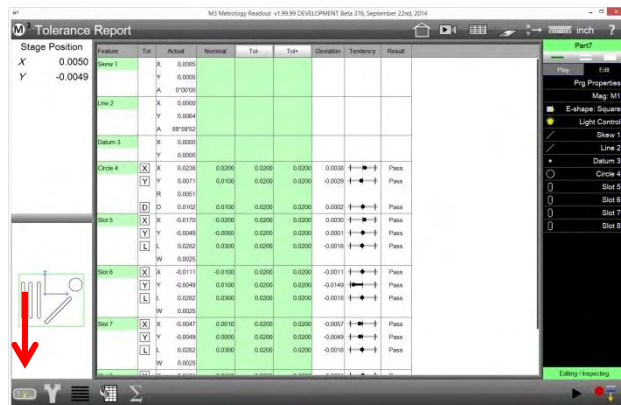 M³ Metrology Readout v1.99.99 DEVELOPMENT Beta 376, September 22nd, 2014
M³ Tolerance Report inch ?
Stage Position
X 0.0050
Y -0.0049
Feature Tol Actual Nominal Tol- Tol+ Deviation Tendency Result
Skew 1 X 0.0085
Y 0.0000
A 0°00'00
Line 2 X 0.0000
Y 0.0064
A 88°59'52
Datum 3 X 0.0000
Y 0.0000
Circle 4 X X 0.0238 0.0200 0.0200 0.0200 0.0038 Pass
Y Y 0.0071 0.0100 0.0200 0.0200 -0.0029 Pass
R 0.0051
D D 0.0102 0.0100 0.0200 0.0200 0.0002 Pass
Slot 5 X X -0.0170 -0.0200 0.0200 0.0200 0.0030 Pass
Y Y -0.0049 -0.0050 0.0200 0.0200 0.0001 Pass
L L 0.0282 0.0300 0.0200 0.0200 -0.0018 Pass
W 0.0025
Slot 6 X X -0.0111 -0.0100 0.0200 0.0200 -0.0011 Pass
Y Y -0.0049 0.0100 0.0200 0.0200 -0.0149 Pass
L L 0.0282 0.0300 0.0200 0.0200 -0.0018 Pass
W 0.0025
Slot 7 X X -0.0047 0.0010 0.0200 0.0200 -0.0057 Pass
Y Y -0.0049 0.0000 0.0200 0.0200 -0.0049 Pass
L L 0.0282 0.0300 0.0200 0.0200 -0.0018 Pass
W 0.0025
Part7
Play Edit
Prg Properties
Mag: M1
E-shape: Square
Light Control
Skew 1
Line 2
Datum 3
Circle 4
Slot 5
Slot 6
Slot 7
Slot 8
Editing / Inspecting